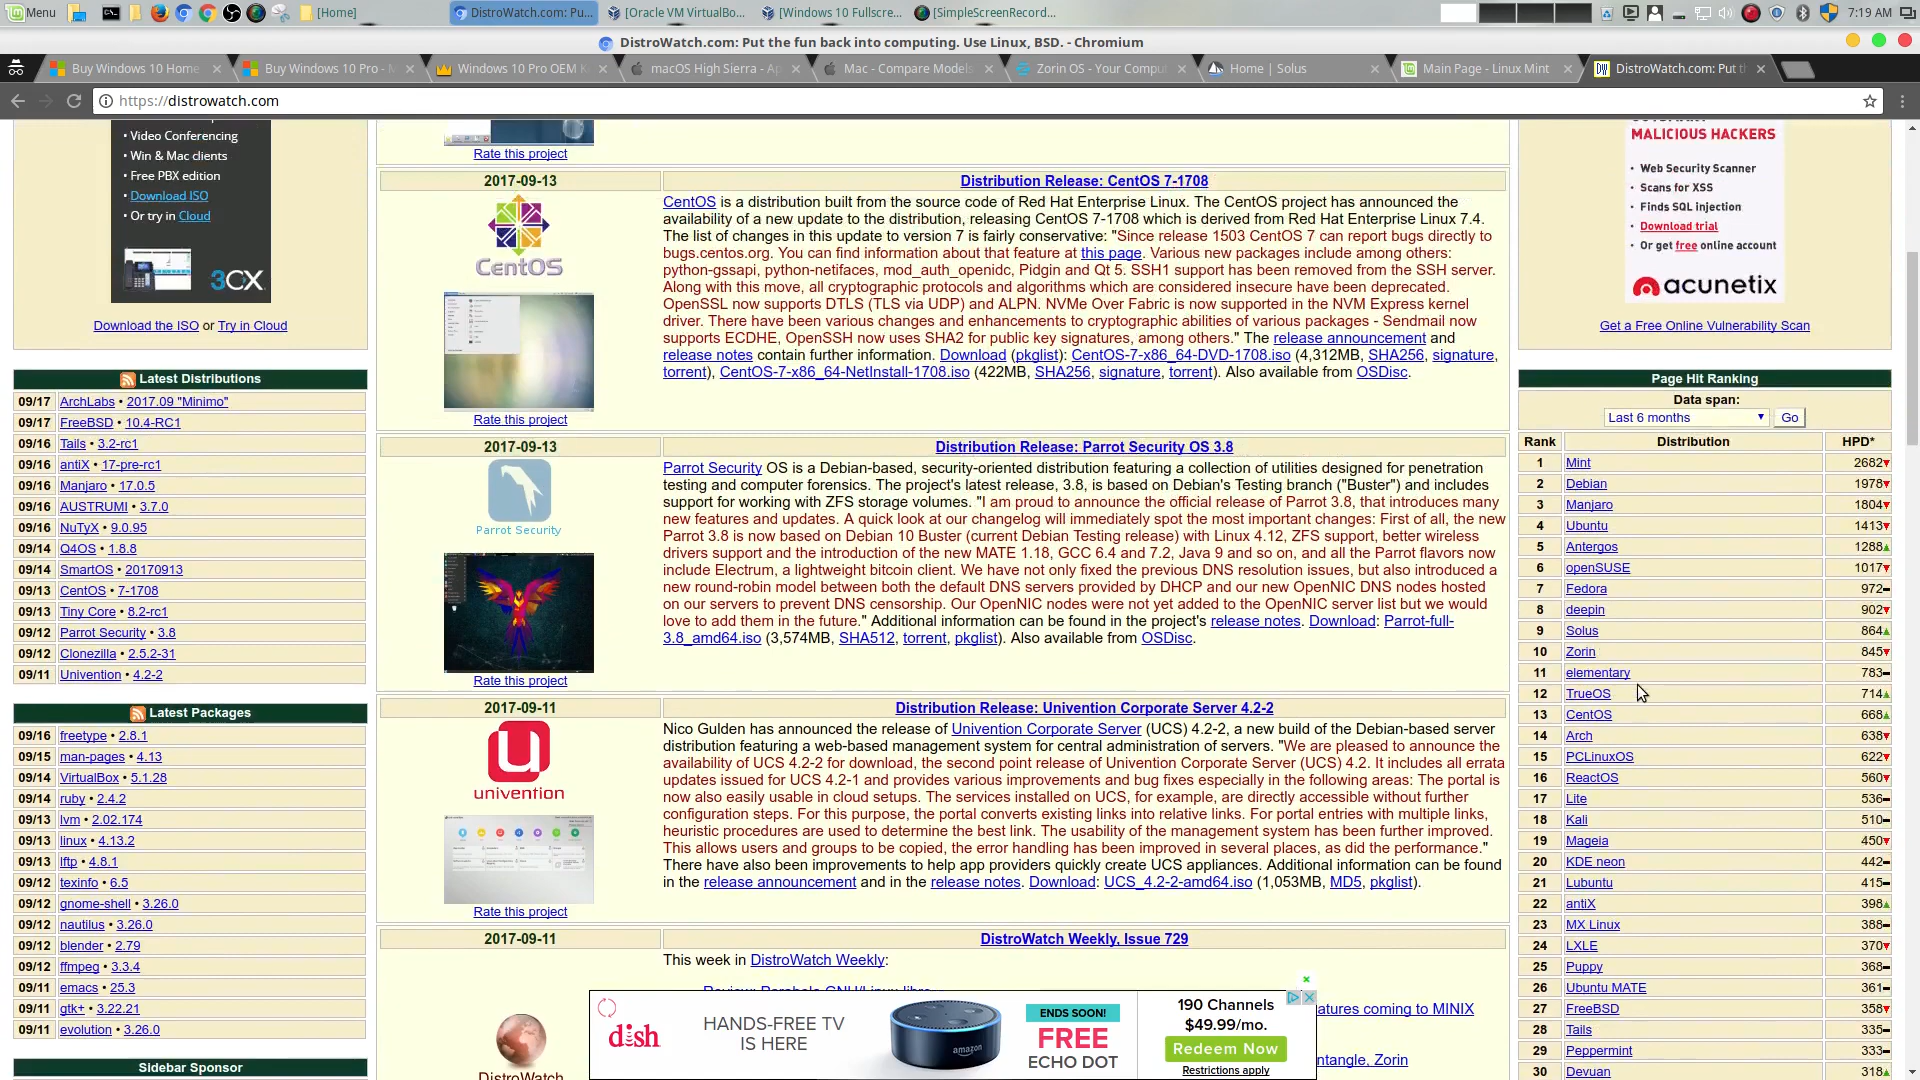 Menu
[Home]
DistroWatch.com: Pu...
[Oracle VM VirtualBo...
[Windows 10 Fullscre...
[SimpleScreenRecord...
7:19 AM
DistroWatch.com: Put the fun back into computing. Use Linux, BSD. - Chromium
Buy Windows 10 Home
Buy Windows 10 Pro - M
Windows 10 Pro OEM K
macOS High Sierra - Ap
Mac - Compare Models
Zorin OS - Your Compu
Home | Solus
Main Page - Linux Mint
DistroWatch.com: Put t
https://distrowatch.com
• Video Conferencing
• Win & Mac clients
• Free PBX edition
• Download ISO
• Or try in Cloud
3CX
Download the ISO or Try in Cloud
Latest Distributions
09/17 ArchLabs • 2017.09 "Minimo"
09/17 FreeBSD • 10.4-RC1
09/16 Tails • 3.2-rc1
09/16 antiX • 17-pre-rc1
09/16 Manjaro • 17.0.5
09/16 AUSTRUMI • 3.7.0
09/16 NuTyX • 9.0.95
09/14 Q4OS • 1.8.8
09/14 SmartOS • 20170913
09/13 CentOS • 7-1708
09/13 Tiny Core • 8.2-rc1
09/12 Parrot Security • 3.8
09/12 Clonezilla • 2.5.2-31
09/11 Univention • 4.2-2
Latest Packages
09/16 freetype • 2.8.1
09/15 man-pages • 4.13
09/14 VirtualBox • 5.1.28
09/14 ruby • 2.4.2
09/13 lvm • 2.02.174
09/13 linux • 4.13.2
09/13 lftp • 4.8.1
09/12 texinfo • 6.5
09/12 gnome-shell • 3.26.0
09/12 nautilus • 3.26.0
09/12 blender • 2.79
09/12 ffmpeg • 3.3.4
09/11 emacs • 25.3
09/11 gtk+ • 3.22.21
09/11 evolution • 3.26.0
Sidebar Sponsor
Rate this project
2017-09-13
Distribution Release: CentOS 7-1708
CentOS
Rate this project
CentOS is a distribution built from the source code of Red Hat Enterprise Linux. The CentOS project has announced the
availability of a new update to the distribution, releasing CentOS 7-1708 which is derived from Red Hat Enterprise Linux 7.4.
The list of changes in this update to version 7 is fairly conservative: "Since release 1503 CentOS 7 can report bugs directly to
bugs.centos.org. You can find information about that feature at this page. Various new packages include among others:
python-gssapi, python-netifaces, mod_auth_openidc, Pidgin and Qt 5. SSH1 support has been removed from the SSH server.
Along with this move, all cryptographic protocols and algorithms which are considered insecure have been deprecated.
OpenSSL now supports DTLS (TLS via UDP) and ALPN. NVMe Over Fabric is now supported in the NVM Express kernel
driver. There have been various changes and enhancements to cryptographic abilities of various packages - Sendmail now
supports ECDHE, OpenSSH now uses SHA2 for public key signatures, among others." The release announcement and
release notes contain further information. Download (pkglist): CentOS-7-x86_64-DVD-1708.iso (4,312MB, SHA256, signature,
torrent), CentOS-7-x86_64-NetInstall-1708.iso (422MB, SHA256, signature, torrent). Also available from OSDisc.
2017-09-13
Distribution Release: Parrot Security OS 3.8
Parrot Security
Rate this project
Parrot Security OS is a Debian-based, security-oriented distribution featuring a collection of utilities designed for penetration
testing and computer forensics. The project's latest release, 3.8, is based on Debian's Testing branch ("Buster") and includes
support for working with ZFS storage volumes. "I am proud to announce the official release of Parrot 3.8, that introduces many
new features and updates. A quick look at our changelog will immediately spot the most important changes: First of all, the new
Parrot 3.8 is now based on Debian 10 Buster (current Debian Testing release) with Linux 4.12, ZFS support, better wireless
drivers support and the introduction of the new MATE 1.18, GCC 6.4 and 7.2, Java 9 and so on, and all the Parrot flavors now
include Electrum, a lightweight bitcoin client. We have not only fixed the previous DNS resolution issues, but also introduced a
new round-robin model between both the default DNS servers provided by DHCP and our new OpenNIC DNS nodes hosted
on our servers to prevent DNS censorship. Our OpenNIC nodes were not yet added to the OpenNIC server list but we would
love to add them in the future." Additional information can be found in the project's release notes. Download: Parrot-full-
3.8_amd64.iso (3,574MB, SHA512, torrent, pkglist). Also available from OSDisc.
2017-09-11
Distribution Release: Univention Corporate Server 4.2-2
univention
Rate this project
Nico Gulden has announced the release of Univention Corporate Server (UCS) 4.2-2, a new build of the Debian-based server
distribution featuring a web-based management system for central administration of servers. "We are pleased to announce the
availability of UCS 4.2-2 for download, the second point release of Univention Corporate Server (UCS) 4.2. It includes all errata
updates issued for UCS 4.2-1 and provides various improvements and bug fixes especially in the following areas: The portal is
now also easily usable in cloud setups. The services installed on UCS, for example, are directly accessible without further
configuration steps. For this purpose, the portal converts existing links into relative links. For portal entries with multiple links,
heuristic procedures are used to determine the best link. The usability of the management system has been further improved.
This allows users and groups to be copied, the error handling has been improved in several places, as did the performance."
There have also been improvements to help app providers quickly create UCS appliances. Additional information can be found
in the release announcement and in the release notes. Download: UCS_4.2-2-amd64.iso (1,053MB, MD5, pkglist).
2017-09-11
DistroWatch Weekly, Issue 729
This week in DistroWatch Weekly:
atures coming to MINIX
ntangle, Zorin
DistroWatch
dish
HANDS-FREE TV
IS HERE
amazon
ENDS SOON!
FREE
ECHO DOT
190 Channels
$49.99/mo.
Redeem Now
Restrictions apply
MALICIOUS HACKERS
• Web Security Scanner
• Scans for XSS
• Finds SQL injection
• Download trial
• Or get free online account
acunetix
Get a Free Online Vulnerability Scan
Page Hit Ranking
Data span:
Last 6 months
Go
Rank Distribution HPD*
1 Mint 2682
2 Debian 1978
3 Manjaro 1804
4 Ubuntu 1413
5 Antergos 1288
6 openSUSE 1017
7 Fedora 972
8 deepin 902
9 Solus 864
10 Zorin 845
11 elementary 783
12 TrueOS 714
13 CentOS 668
14 Arch 638
15 PCLinuxOS 622
16 ReactOS 560
17 Lite 536
18 Kali 510
19 Mageia 450
20 KDE neon 442
21 Lubuntu 415
22 antiX 398
23 MX Linux 388
24 LXLE 370
25 Puppy 368
26 Ubuntu MATE 361
27 FreeBSD 358
28 Tails 335
29 Peppermint 333
30 Devuan 318